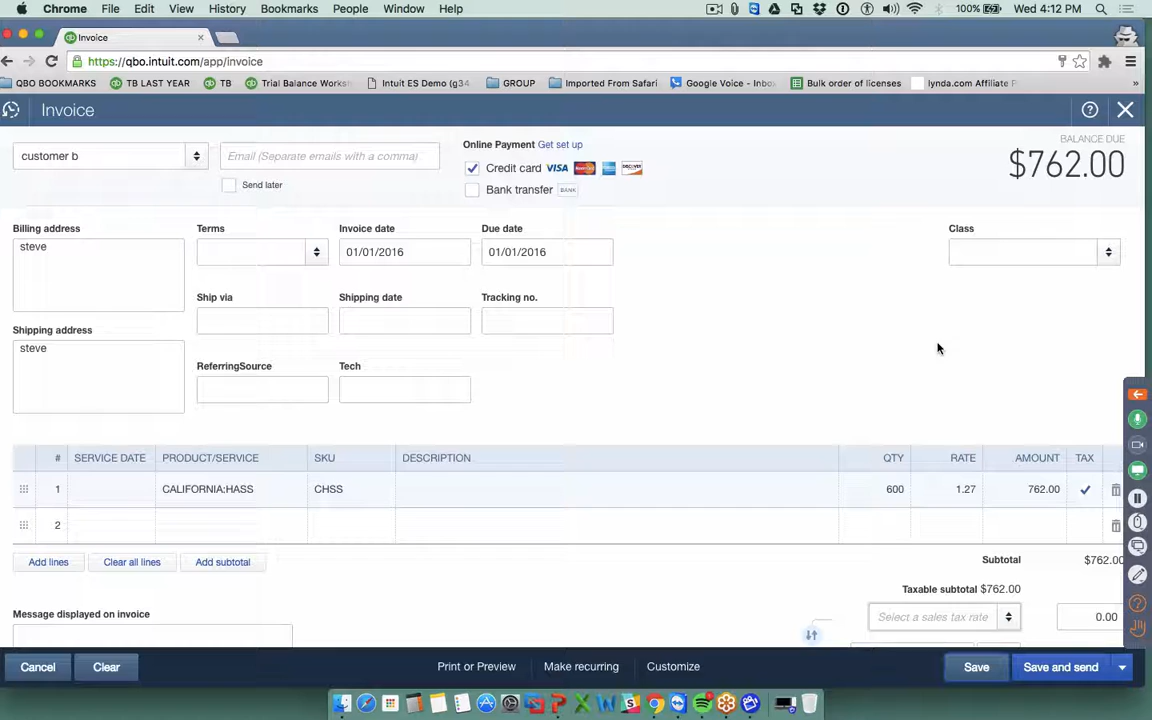 Chrome File Edit View History Bookmarks People Window Help 100% Wed 4:12 PM
Invoice
https://qbo.intuit.com/app/invoice
QBO BOOKMARKS TB LAST YEAR TB Trial Balance Works Intuit ES Demo (g34 GROUP Imported From Safari Google Voice - Inbox Bulk order of licenses lynda.com Affiliate P »
Invoice
BALANCE DUE
$762.00
customer b
Email (Separate emails with a comma)
Send later
Online Payment Get set up
Credit card VISA MasterCard DISCOVER
Bank transfer BANK
Billing address
steve
Terms
Invoice date
01/01/2016
Due date
01/01/2016
Class
Ship via
Shipping date
Tracking no.
Shipping address
steve
ReferringSource
Tech
# SERVICE DATE PRODUCT/SERVICE SKU DESCRIPTION QTY RATE AMOUNT TAX
1 CALIFORNIA:HASS CHSS 600 1.27 762.00
2
Add lines Clear all lines Add subtotal
Subtotal $762.00
Taxable subtotal $762.00
Message displayed on invoice
Select a sales tax rate 0.00
Cancel Clear Print or Preview Make recurring Customize Save Save and send